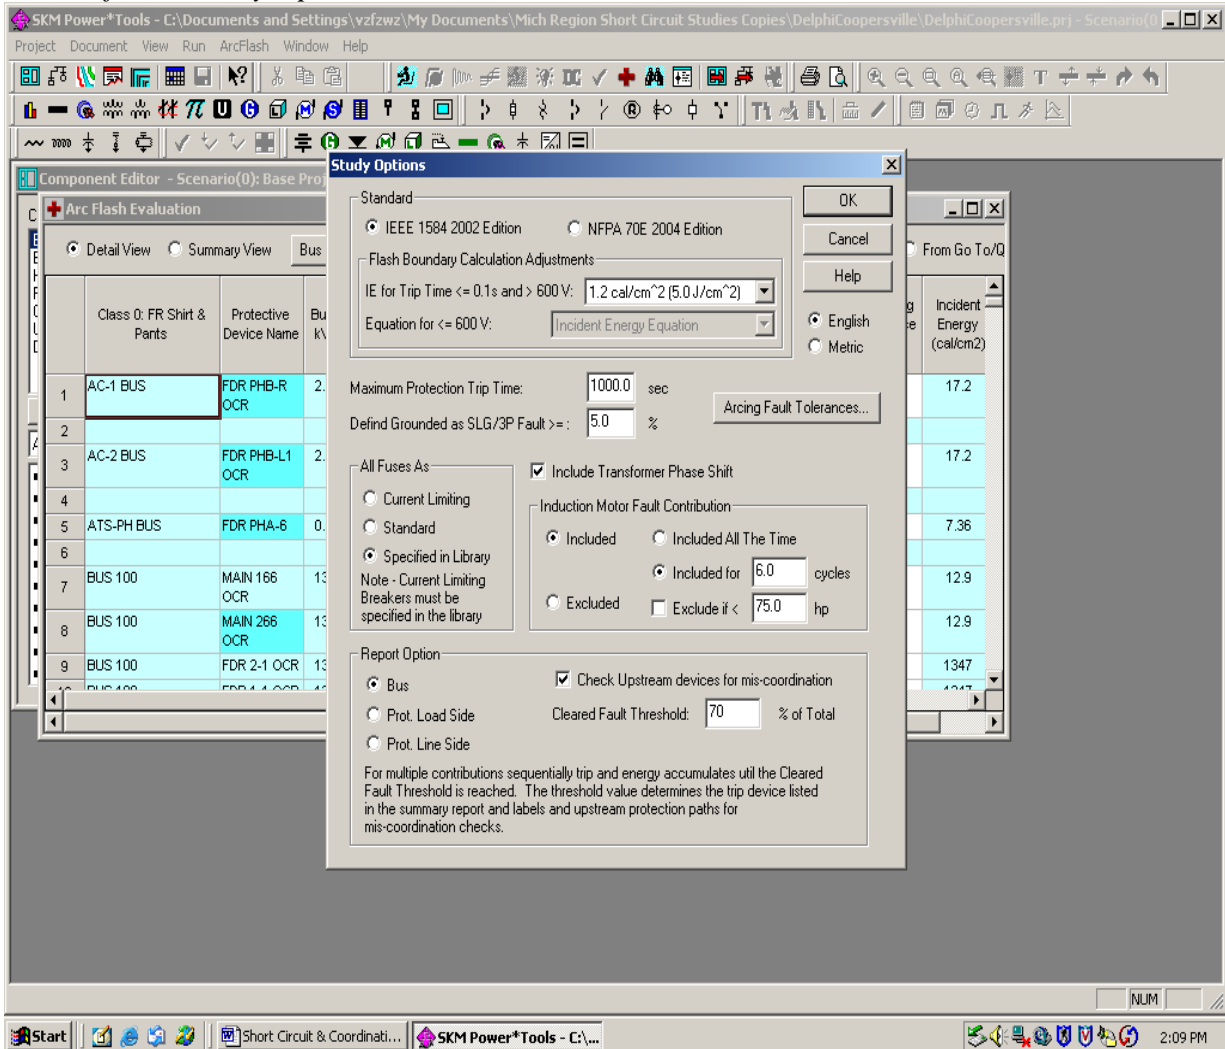 SKM Power*Tools - C:\Documents and Settings\vzfzwz\My Documents\Mich Region Short Circuit Studies Copies\DelphiCoopersville\DelphiCoopersville.prj - Scenario(0
Project Document View Run ArcFlash Window Help
Component Editor - Scenario(0): Base Proj
Arc Flash Evaluation
Detail View Summary View Bus From Go To/Q
Class 0: FR Shirt & Pants Protective Device Name Incident Energy (cal/cm2)
1 AC-1 BUS FDR PHB-R OCR 2. 17.2
2
3 AC-2 BUS FDR PHB-L1 OCR 2. 17.2
4
5 ATS-PH BUS FDR PHA-6 0. 7.36
6
7 BUS 100 MAIN 166 OCR 13 12.9
8 BUS 100 MAIN 266 OCR 13 12.9
9 BUS 100 FDR 2-1 OCR 13 1347
Study Options
Standard
IEEE 1584 2002 Edition NFPA 70E 2004 Edition
Flash Boundary Calculation Adjustments
IE for Trip Time <= 0.1s and > 600 V: 1.2 cal/cm^2 (5.0 J/cm^2)
Equation for <= 600 V: Incident Energy Equation
OK
Cancel
Help
English
Metric
Maximum Protection Trip Time: 1000.0 sec
Defind Grounded as SLG/3P Fault >= : 5.0 %
Arcing Fault Tolerances...
All Fuses As
Current Limiting
Standard
Specified in Library
Note - Current Limiting
Breakers must be
specified in the library
Include Transformer Phase Shift
Induction Motor Fault Contribution
Included Included All The Time
Included for 6.0 cycles
Excluded Exclude if < 75.0 hp
Report Option
Bus
Prot. Load Side
Prot. Line Side
Check Upstream devices for mis-coordination
Cleared Fault Threshold: 70 % of Total
For multiple contributions sequentially trip and energy accumulates util the Cleared
Fault Threshold is reached. The threshold value determines the trip device listed
in the summary report and labels and upstream protection paths for
mis-coordination checks.
NUM
Start Short Circuit & Coordinati... SKM Power*Tools - C:\... 2:09 PM